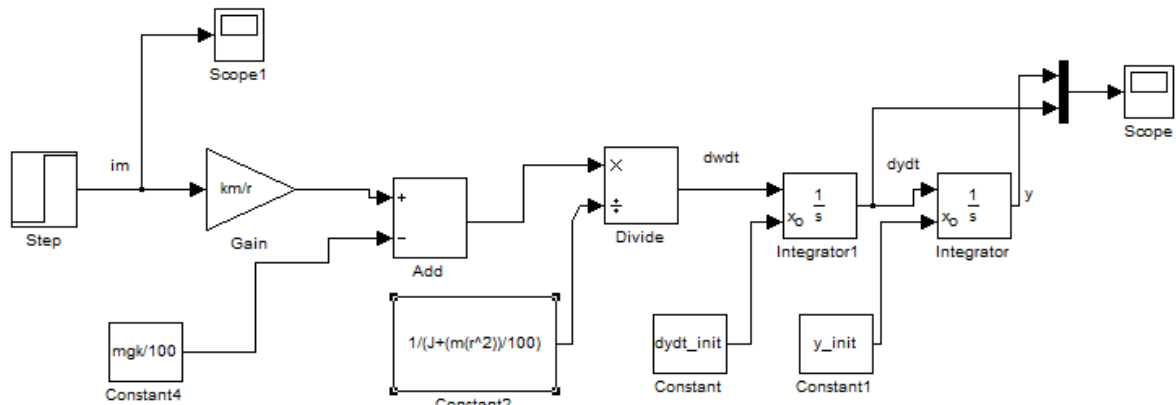 Scope1
Scope
im
dwdt
dydt
y
Step
km/r
Gain
+
−
Add
×
÷
Divide
1
s
xo
Integrator1
1
s
xo
Integrator
mgk/100
Constant4
1/(J+(m(r^2))/100)
Constant2
dydt_init
Constant
y_init
Constant1